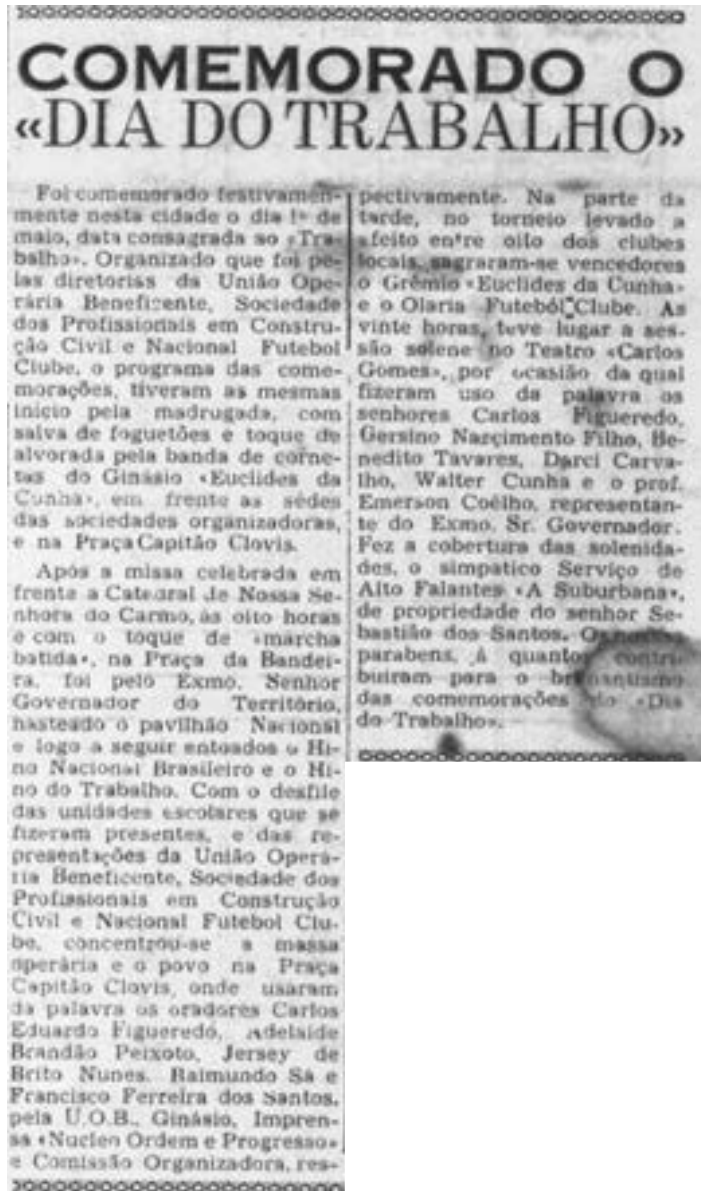 COMEMORADO O
«DIA DO TRABALHO»
Foi comemorado festivamen-
mente nesta cidade o dia 1º de
maio, data consagrada ao «Tra-
balho». Organizado que foi pe-
las diretorias da União Ope-
rária Beneficente, Sociedade
dos Profissionais em Constru-
ção Civil e Nacional Futebol
Clube, o programa das come-
morações, tiveram as mesmas
inicio pela madrugada, com
salva de foguetões e toque de
alvorada pela banda de corne-
tas do Ginásio «Euclides da
Cunha», em frente as sédes
das sociedades organizadoras,
e na Praça Capitão Clovis.
Após a missa celebrada em
frente a Catedral de Nossa Se-
nhora do Carmo, ás oito horas
e com o toque de «marcha
batida», na Praça da Bandei-
ra, foi pelo Exmo. Senhor
Governador do Território,
hasteado o pavilhão Nacional
e logo a seguir entoados o Hi-
no Nacional Brasileiro e o Hi-
no do Trabalho. Com o desfile
das unidades escolares que se
fizeram presentes, e das re-
presentações da União Operá-
ria Beneficente, Sociedade dos
Profissionais em Construção
Civil e Nacional Futebol Clu-
be, concentrou-se a massa
operária e o povo na Praça
Capitão Clovis, onde usaram
da palavra os oradores Carlos
Eduardo Figueredo, Adelaide
Brandão Peixoto, Jersey de
Brito Nunes, Raimundo Sá e
Francisco Ferreira dos Santos,
pela U.O.B., Ginásio, Impren-
sa «Nucleo Ordem e Progresso»
e Comissão Organizadora, res-
pectivamente. Na parte da
tarde, no torneio levado a
afeito entre oito dos clubes
locais, sagraram-se vencedores
o Grêmio «Euclides da Cunha»
e o Olaria Futeból Clube. As
vinte horas, teve lugar a ses-
são solene no Teatro «Carlos
Gomes», por ocasião da qual
fizeram uso da palavra os
senhores Carlos Figueredo,
Gersino Narçimento Filho, Be-
nedito Tavares, Darci Carva-
lho, Walter Cunha e o prof.
Emerson Coêlho, representan-
te do Exmo. Sr. Governador.
Fez a cobertura das solenida-
des, o simpatico Serviço de
Alto Falantes «A Suburbana»,
de propriedade do senhor Se-
bastião dos Santos. Os nossos
parabens, á quantos contri-
buiram para o
das comemorações do «Dia
do Trabalho».